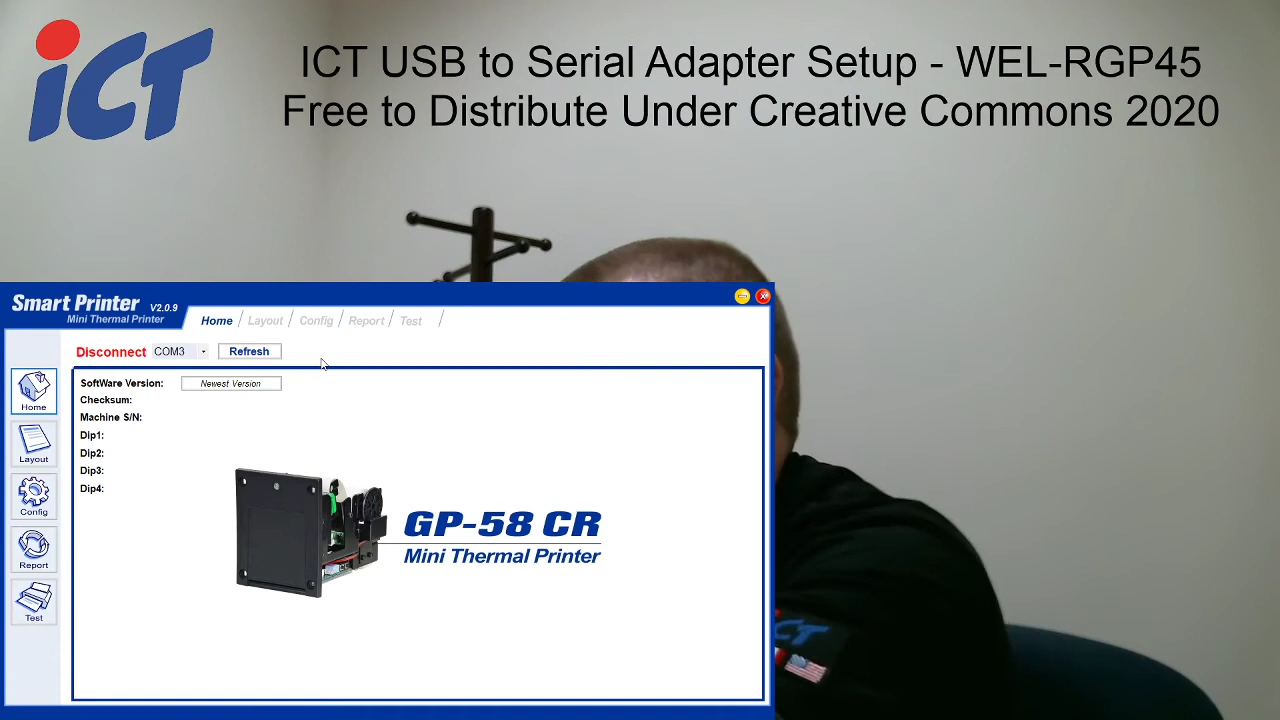 iCT
ICT USB to Serial Adapter Setup - WEL-RGP45
Free to Distribute Under Creative Commons 2020
Smart Printer V2.0.9
Mini Thermal Printer
Home Layout Config Report Test
Disconnect COM3 Refresh
SoftWare Version: Newest Version
Checksum:
Machine S/N:
Dip1:
Dip2:
Dip3:
Dip4:
Home
Layout
Config
Report
Test
GP-58 CR
Mini Thermal Printer
iCT